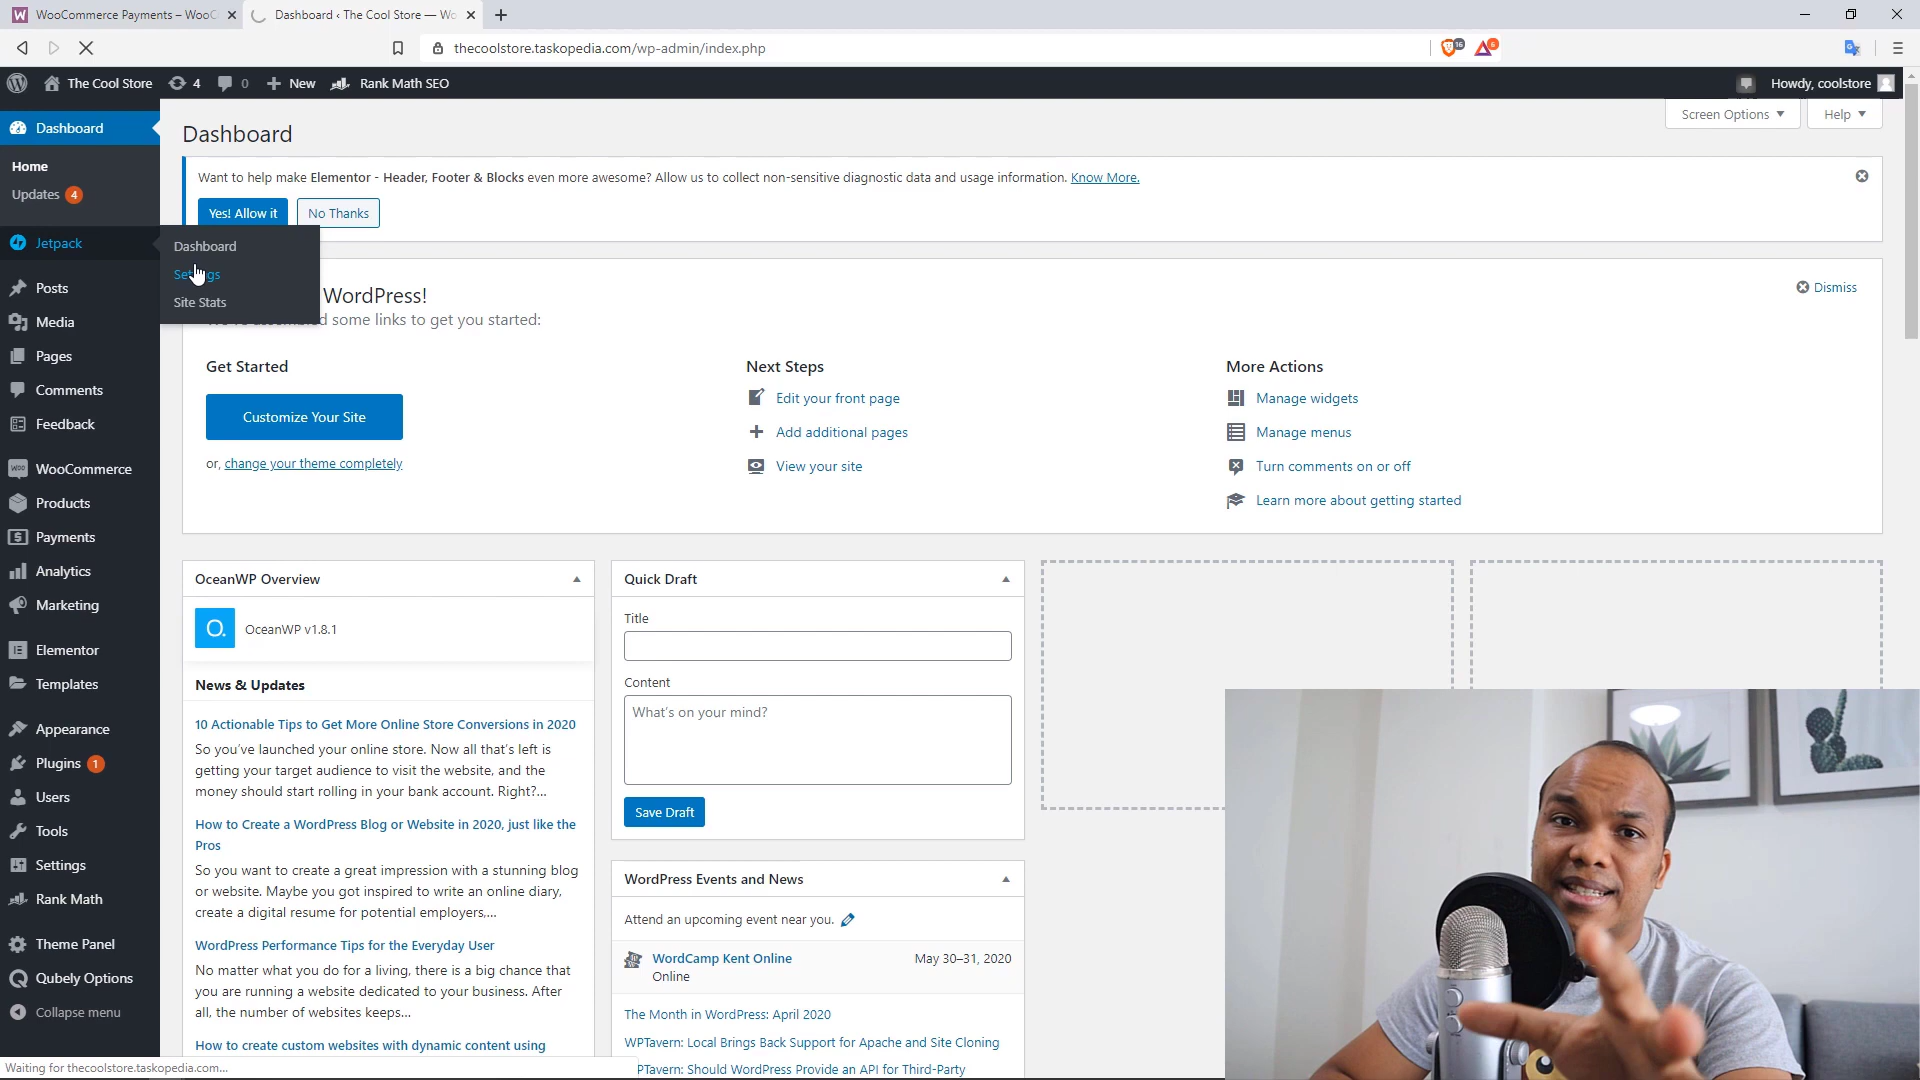 WooCommerce Payments – WooC
Dashboard ‹ The Cool Store — Wo
thecoolstore.taskopedia.com/wp-admin/index.php
16
6
The Cool Store
4
0
New
Rank Math SEO
Howdy, coolstore
Dashboard
Home
Updates 4
Jetpack
Posts
Media
Pages
Comments
Feedback
WooCommerce
Products
Payments
Analytics
Marketing
Elementor
Templates
Appearance
Plugins 1
Users
Tools
Settings
Rank Math
Theme Panel
Qubely Options
Collapse menu
Dashboard
Site Stats
Dashboard
Screen Options
Help
Want to help make Elementor - Header, Footer & Blocks even more awesome? Allow us to collect non-sensitive diagnostic data and usage information. Know More.
Yes! Allow it
No Thanks
WordPress!
some links to get you started:
Dismiss
Get Started
Customize Your Site
or, change your theme completely
Next Steps
Edit your front page
Add additional pages
View your site
More Actions
Manage widgets
Manage menus
Turn comments on or off
Learn more about getting started
OceanWP Overview
O.
OceanWP v1.8.1
News & Updates
10 Actionable Tips to Get More Online Store Conversions in 2020
So you've launched your online store. Now all that's left is
getting your target audience to visit the website, and the
money should start rolling in your bank account. Right?...
How to Create a WordPress Blog or Website in 2020, just like the
Pros
So you want to create a great impression with a stunning blog
or website. Maybe you got inspired to write an online diary,
create a digital resume for potential employers,...
WordPress Performance Tips for the Everyday User
No matter what you do for a living, there is a big chance that
you are running a website dedicated to your business. After
all, the number of websites keeps...
How to create custom websites with dynamic content using
Quick Draft
Title
Content
What's on your mind?
Save Draft
WordPress Events and News
Attend an upcoming event near you.
WordCamp Kent Online
May 30–31, 2020
Online
The Month in WordPress: April 2020
WPTavern: Local Brings Back Support for Apache and Site Cloning
PTavern: Should WordPress Provide an API for Third-Party
Waiting for thecoolstore.taskopedia.com...